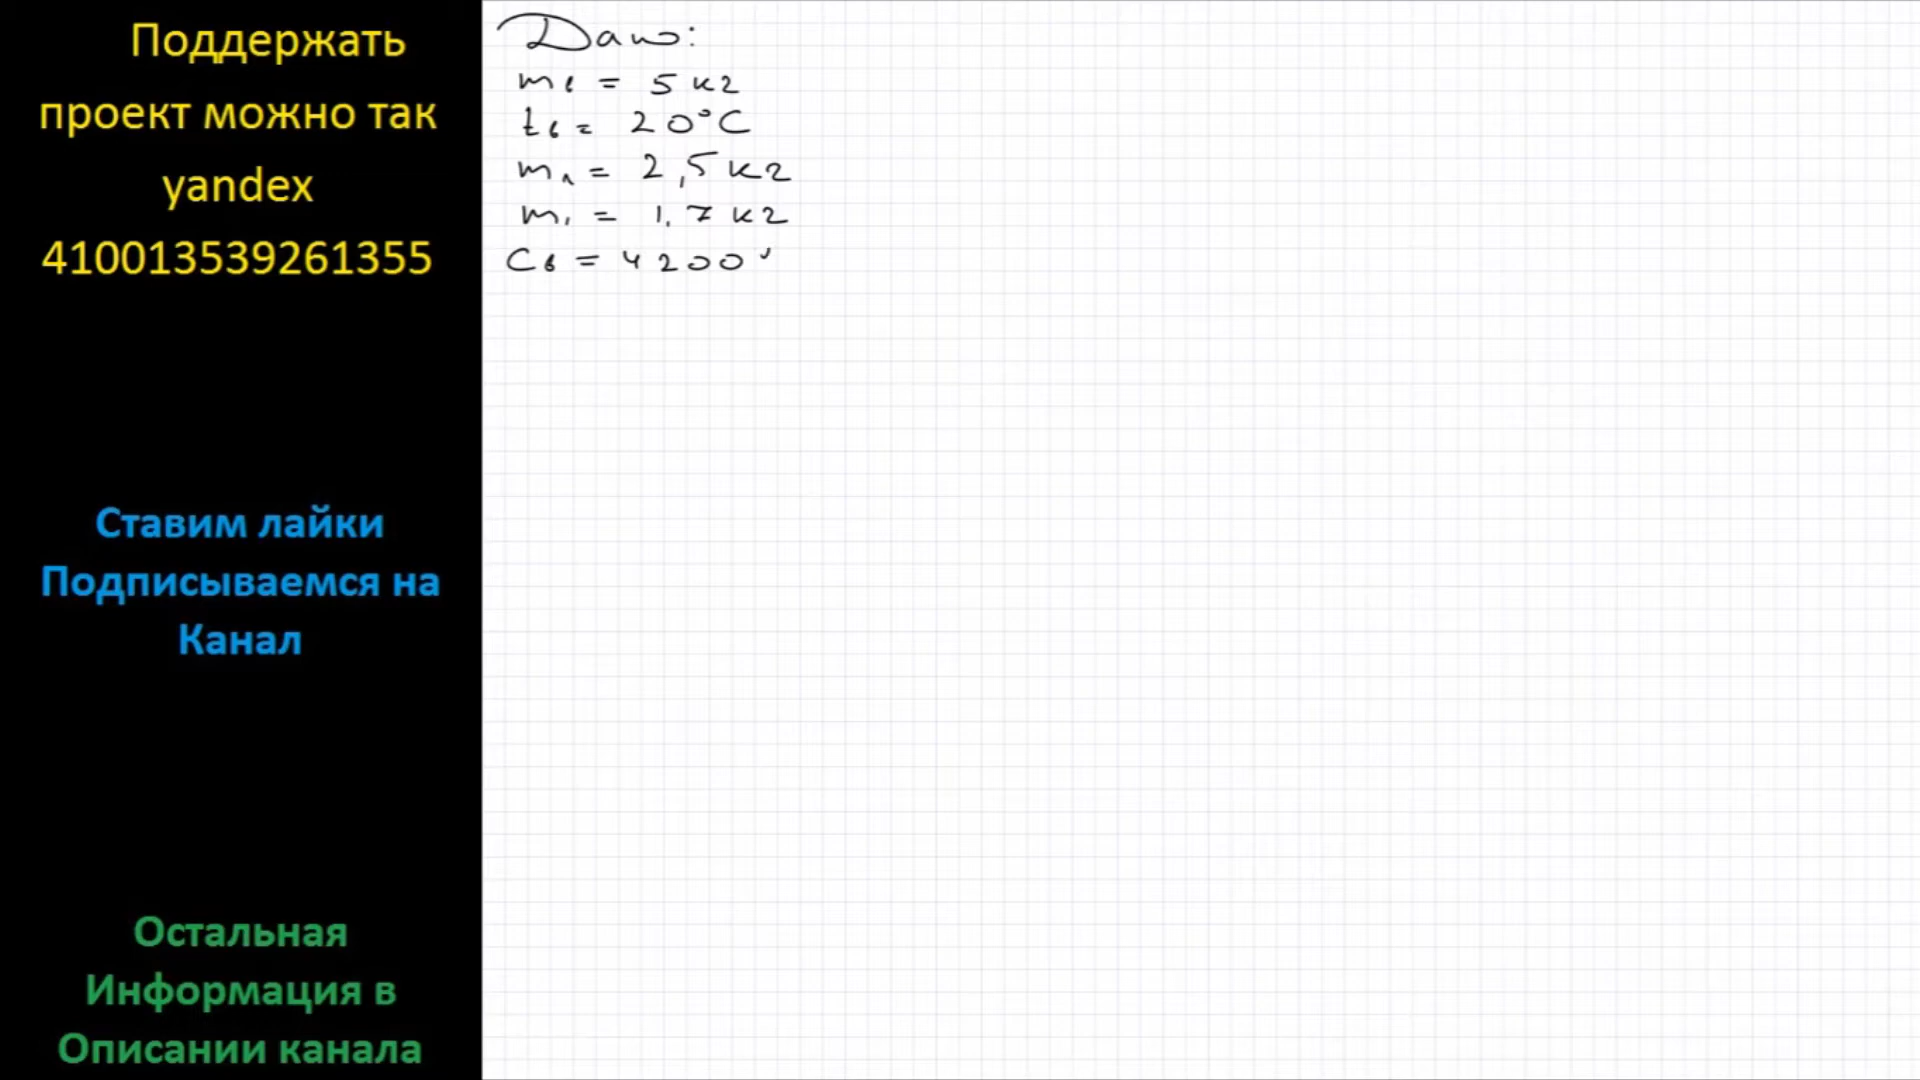 Поддержать
проект можно так
yandex
410013539261355
Ставим лайки
Подписываемся на
Канал
Остальная
Информация в
Описании канала
Дано:
mв = 5 кг
tв = 20°C
mл = 2,5 кг
m₁ = 1,7 кг
Cв = 4200